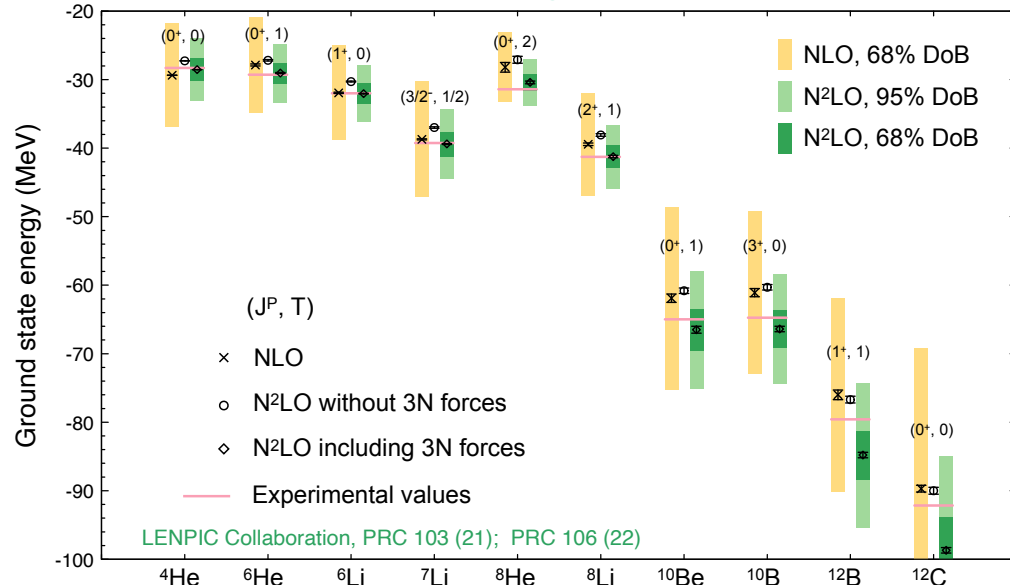 Ground state energy (MeV)
-20
-30
-40
-50
-60
-70
-80
-90
-100
(0⁺, 0)
(0⁺, 1)
(1⁺, 0)
(3/2⁻, 1/2)
(0⁺, 2)
(2⁺, 1)
(0⁺, 1)
(3⁺, 0)
(1⁺, 1)
(0⁺, 0)
NLO, 68% DoB
N²LO, 95% DoB
N²LO, 68% DoB
(Jᴾ, T)
NLO
N²LO without 3N forces
N²LO including 3N forces
Experimental values
LENPIC Collaboration, PRC 103 (21); PRC 106 (22)
⁴He ⁶He ⁶Li ⁷Li ⁸He ⁸Li ¹⁰Be ¹⁰B ¹²B ¹²C